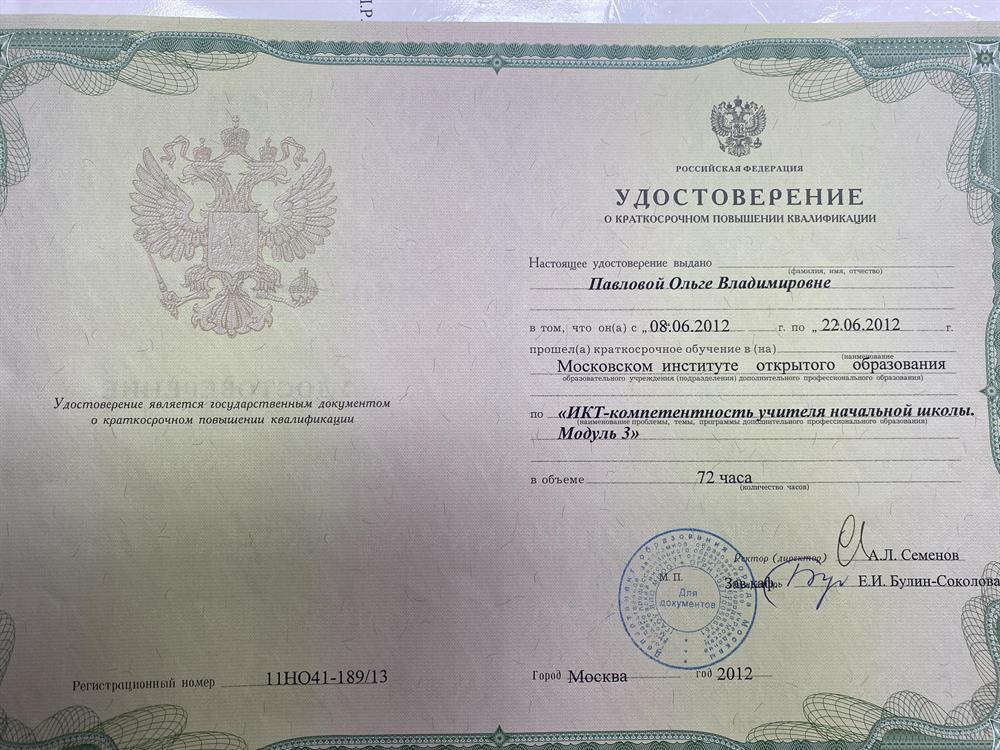 Удостоверение является государственным документом
о краткосрочном повышении квалификации
Регистрационный номер 11НО41-189/13
РОССИЙСКАЯ ФЕДЕРАЦИЯ
УДОСТОВЕРЕНИЕ
О КРАТКОСРОЧНОМ ПОВЫШЕНИИ КВАЛИФИКАЦИИ
Настоящее удостоверение выдано
(фамилия, имя, отчество)
Павловой Ольге Владимировне
в том, что он(а) с „08.06.2012 г. по „ 22.06.2012 г.
прошел(а) краткосрочное обучение в (на)
(наименование
Московском институте открытого образования
образовательного учреждения (подразделения) дополнительного профессионального образования)
по «ИКТ-компетентность учителя начальной школы.
(наименование проблемы, темы, программы дополнительного профессионального образования)
Модуль 3»
в объеме 72 часа
(количество часов)
Ректор (директор) А.Л. Семенов
М. П.
Зав.каф. Е.И. Булин-Соколова
Департамент образования города Москвы
Для
документов
Город Москва год 2012